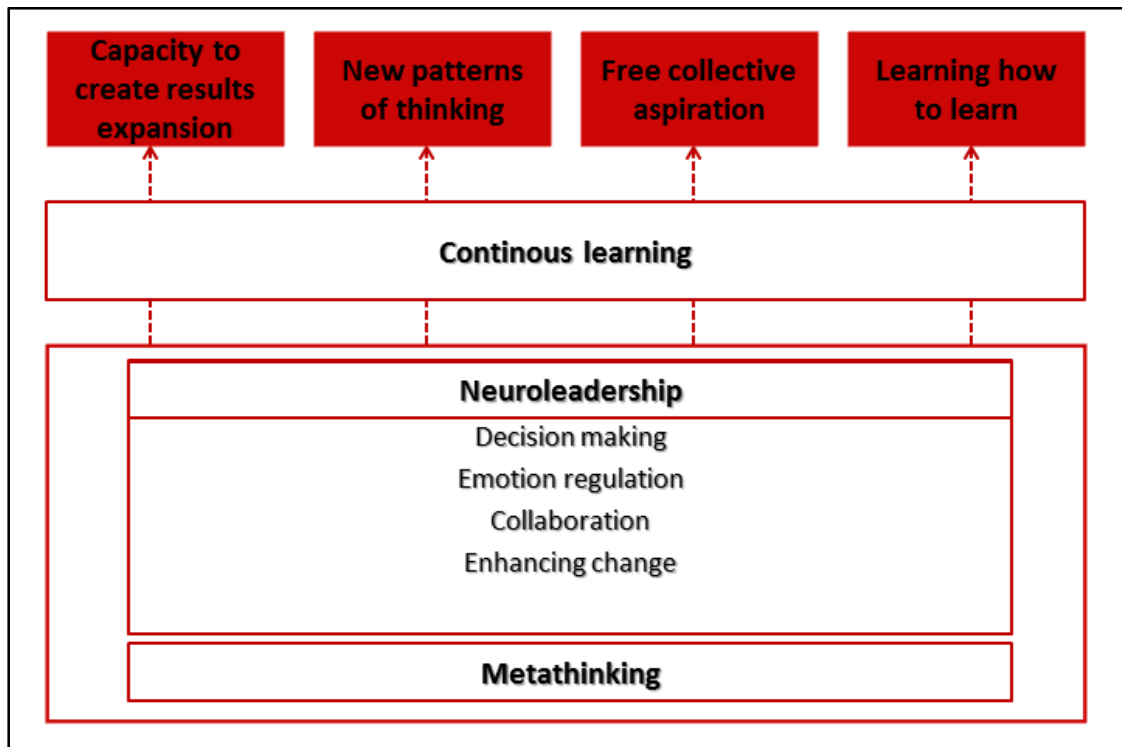 Capacity to
create results
expansion
New patterns
of thinking
Free collective
aspiration
Learning how
to learn
Continous learning
Neuroleadership
Decision making
Emotion regulation
Collaboration
Enhancing change
Metathinking